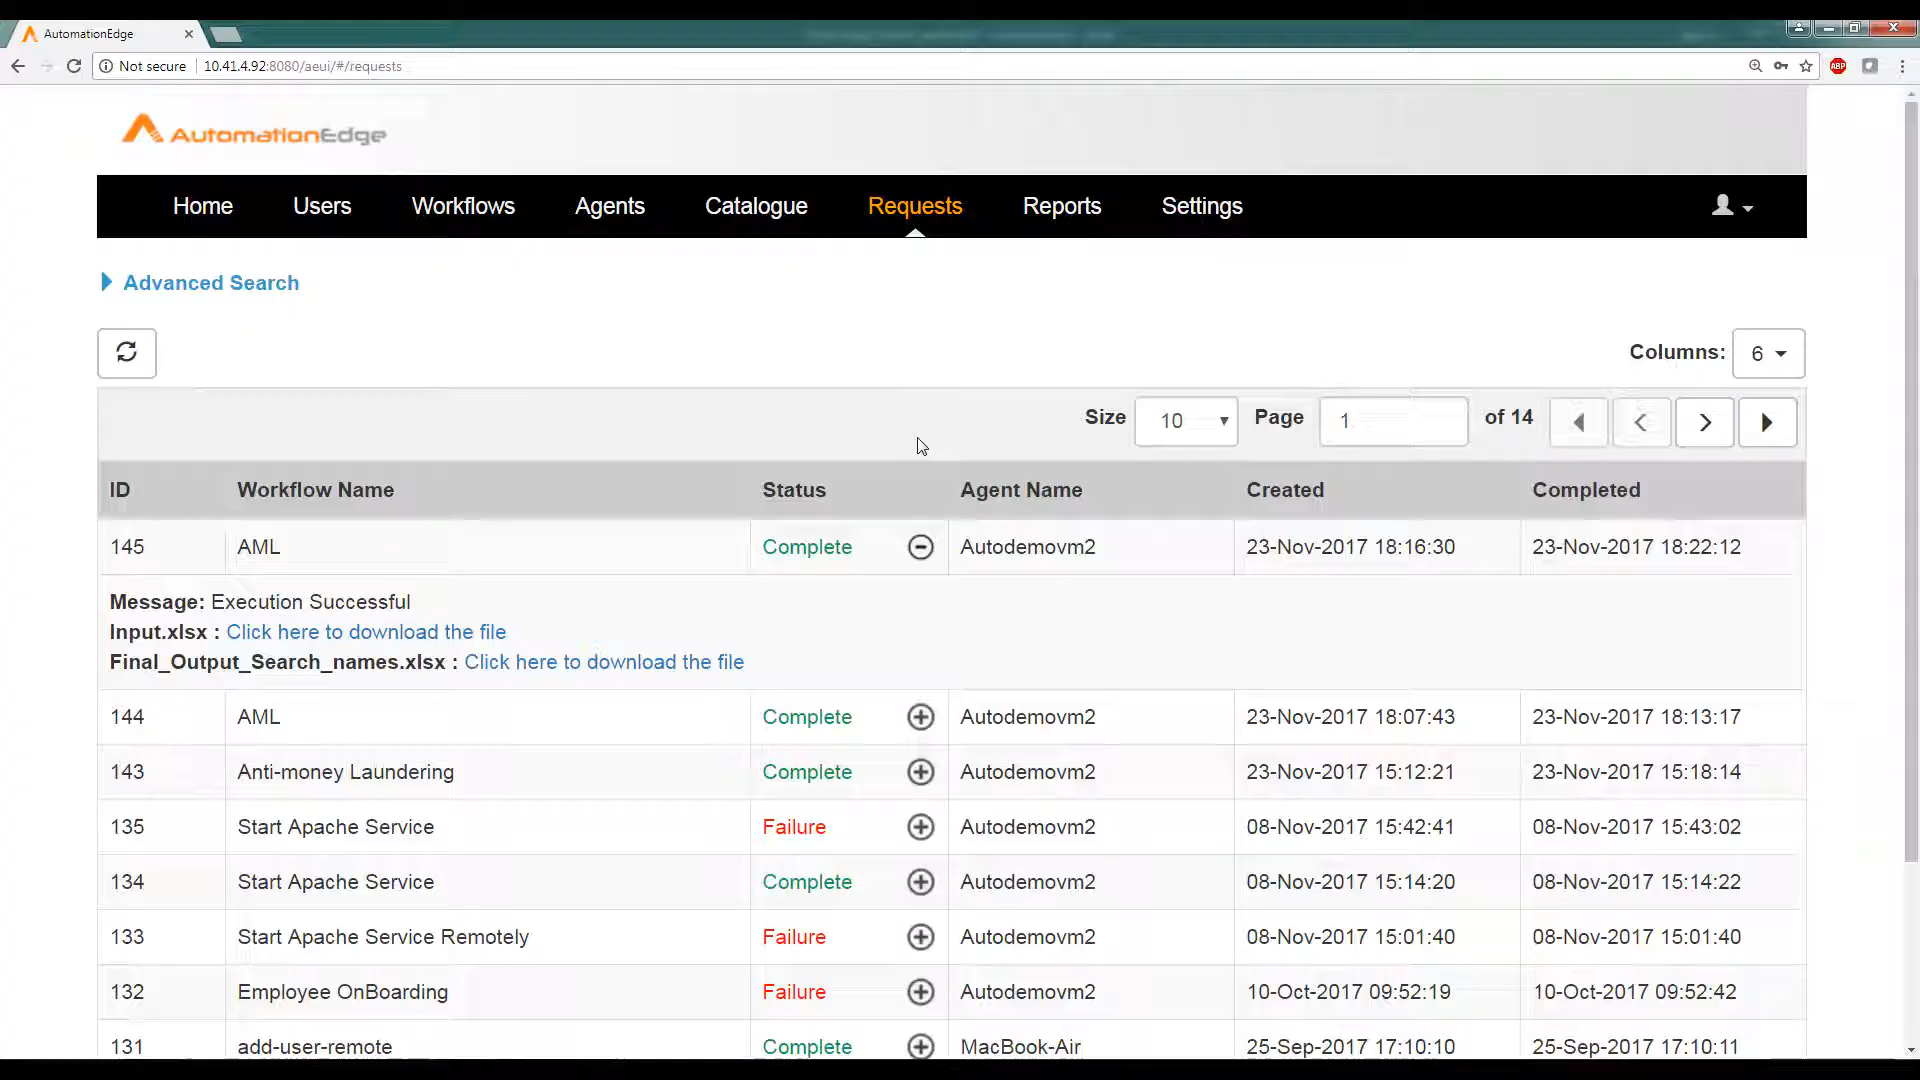 AutomationEdge
Not secure 10.41.4.92:8080/aeui/#/requests
ABP
AutomationEdge
Home Users Workflows Agents Catalogue Requests Reports Settings
Advanced Search
Columns: 6
Size 10 Page 1 of 14
ID Workflow Name Status Agent Name Created Completed
145 AML Complete Autodemovm2 23-Nov-2017 18:16:30 23-Nov-2017 18:22:12
Message: Execution Successful
Input.xlsx : Click here to download the file
Final_Output_Search_names.xlsx : Click here to download the file
144 AML Complete Autodemovm2 23-Nov-2017 18:07:43 23-Nov-2017 18:13:17
143 Anti-money Laundering Complete Autodemovm2 23-Nov-2017 15:12:21 23-Nov-2017 15:18:14
135 Start Apache Service Failure Autodemovm2 08-Nov-2017 15:42:41 08-Nov-2017 15:43:02
134 Start Apache Service Complete Autodemovm2 08-Nov-2017 15:14:20 08-Nov-2017 15:14:22
133 Start Apache Service Remotely Failure Autodemovm2 08-Nov-2017 15:01:40 08-Nov-2017 15:01:40
132 Employee OnBoarding Failure Autodemovm2 10-Oct-2017 09:52:19 10-Oct-2017 09:52:42
131 add-user-remote Complete MacBook-Air 25-Sep-2017 17:10:10 25-Sep-2017 17:10:11